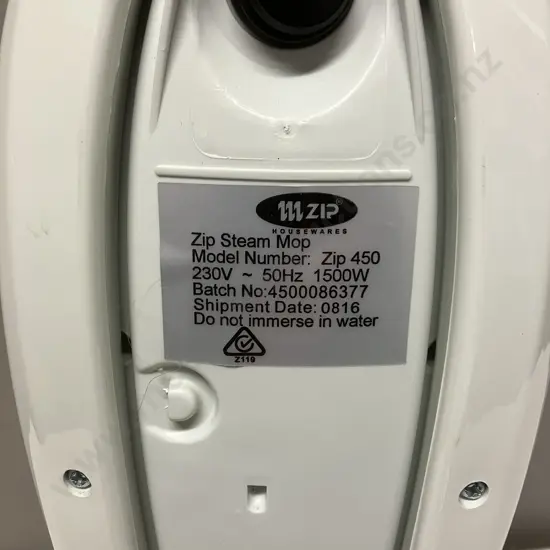 ZIP
HOUSEWARES
Zip Steam Mop
Model Number: Zip 450
230V ~ 50Hz 1500W
Batch No:4500086377
Shipment Date: 0816
Do not immerse in water
Z119